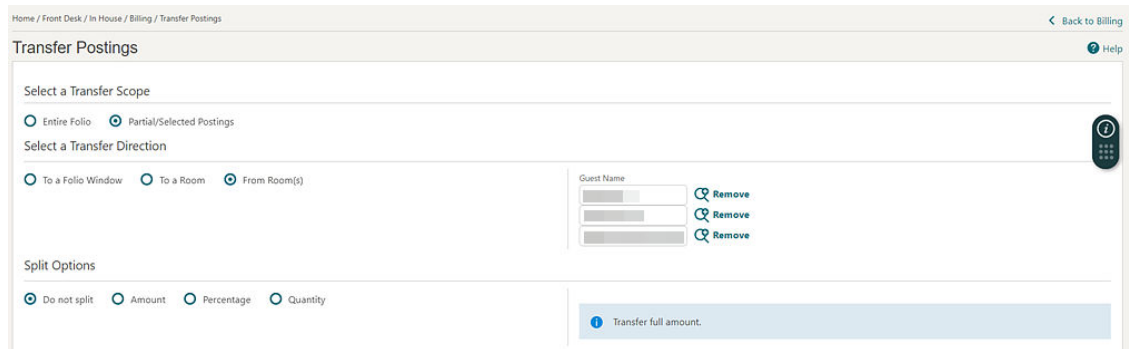 Home / Front Desk / In House / Billing / Transfer Postings
Back to Billing
Transfer Postings
Help
Select a Transfer Scope
Entire Folio Partial/Selected Postings
Select a Transfer Direction
To a Folio Window To a Room From Room(s)
Guest Name
Remove
Remove
Remove
Split Options
Do not split Amount Percentage Quantity
Transfer full amount.